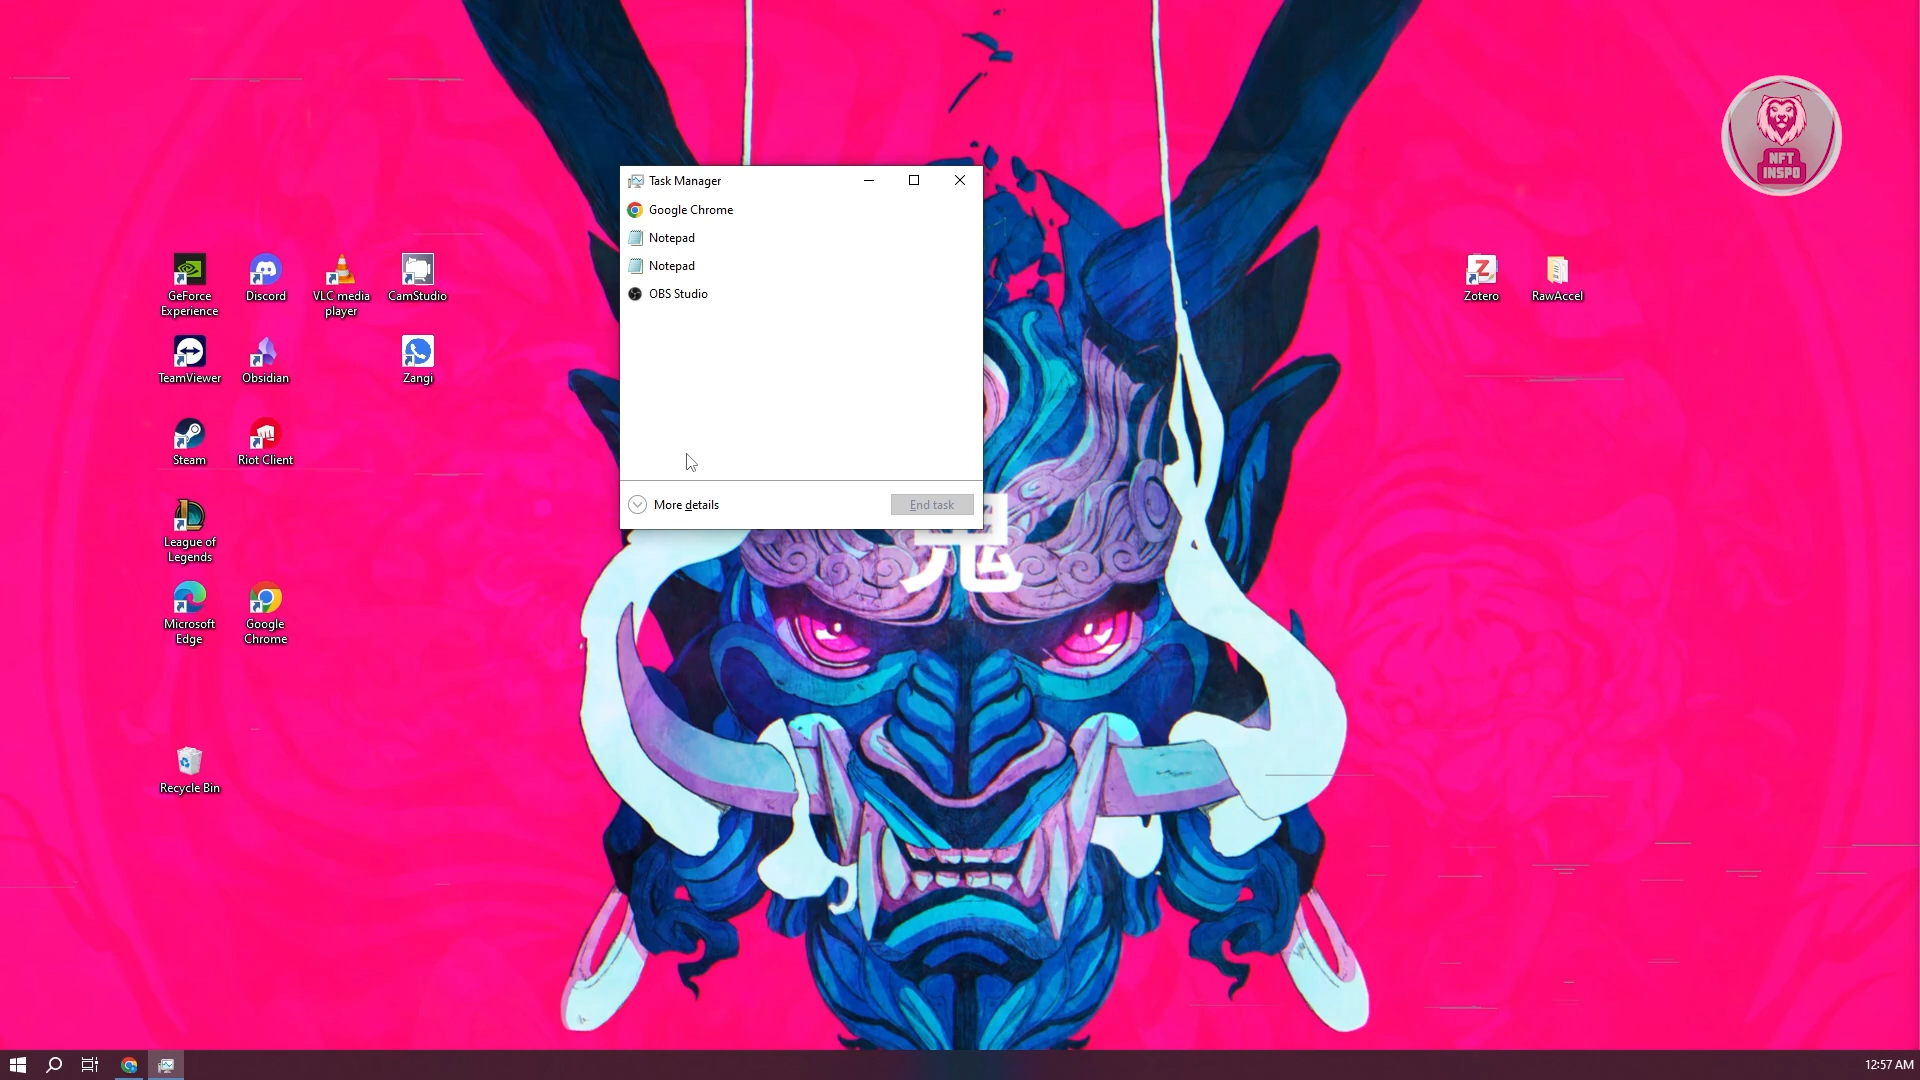 Task Manager
Google Chrome
Notepad
Notepad
OBS Studio
More details
End task
鬼
NFT
INSPO
GeForce
Experience
Discord
VLC media
player
CamStudio
TeamViewer
Obsidian
Zangi
Steam
Riot Client
League of
Legends
Microsoft
Edge
Google
Chrome
Recycle Bin
Zotero
RawAccel
12:57 AM